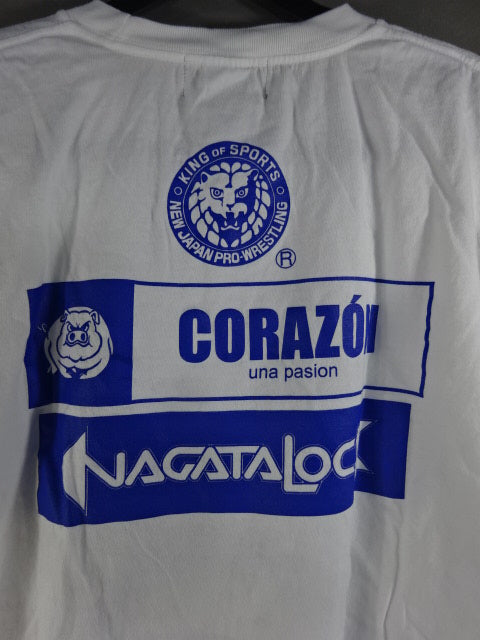 KING OF SPORTS
NEW JAPAN PRO-WRESTLING
®
CORAZÓN
una pasion
NAGATALOCK